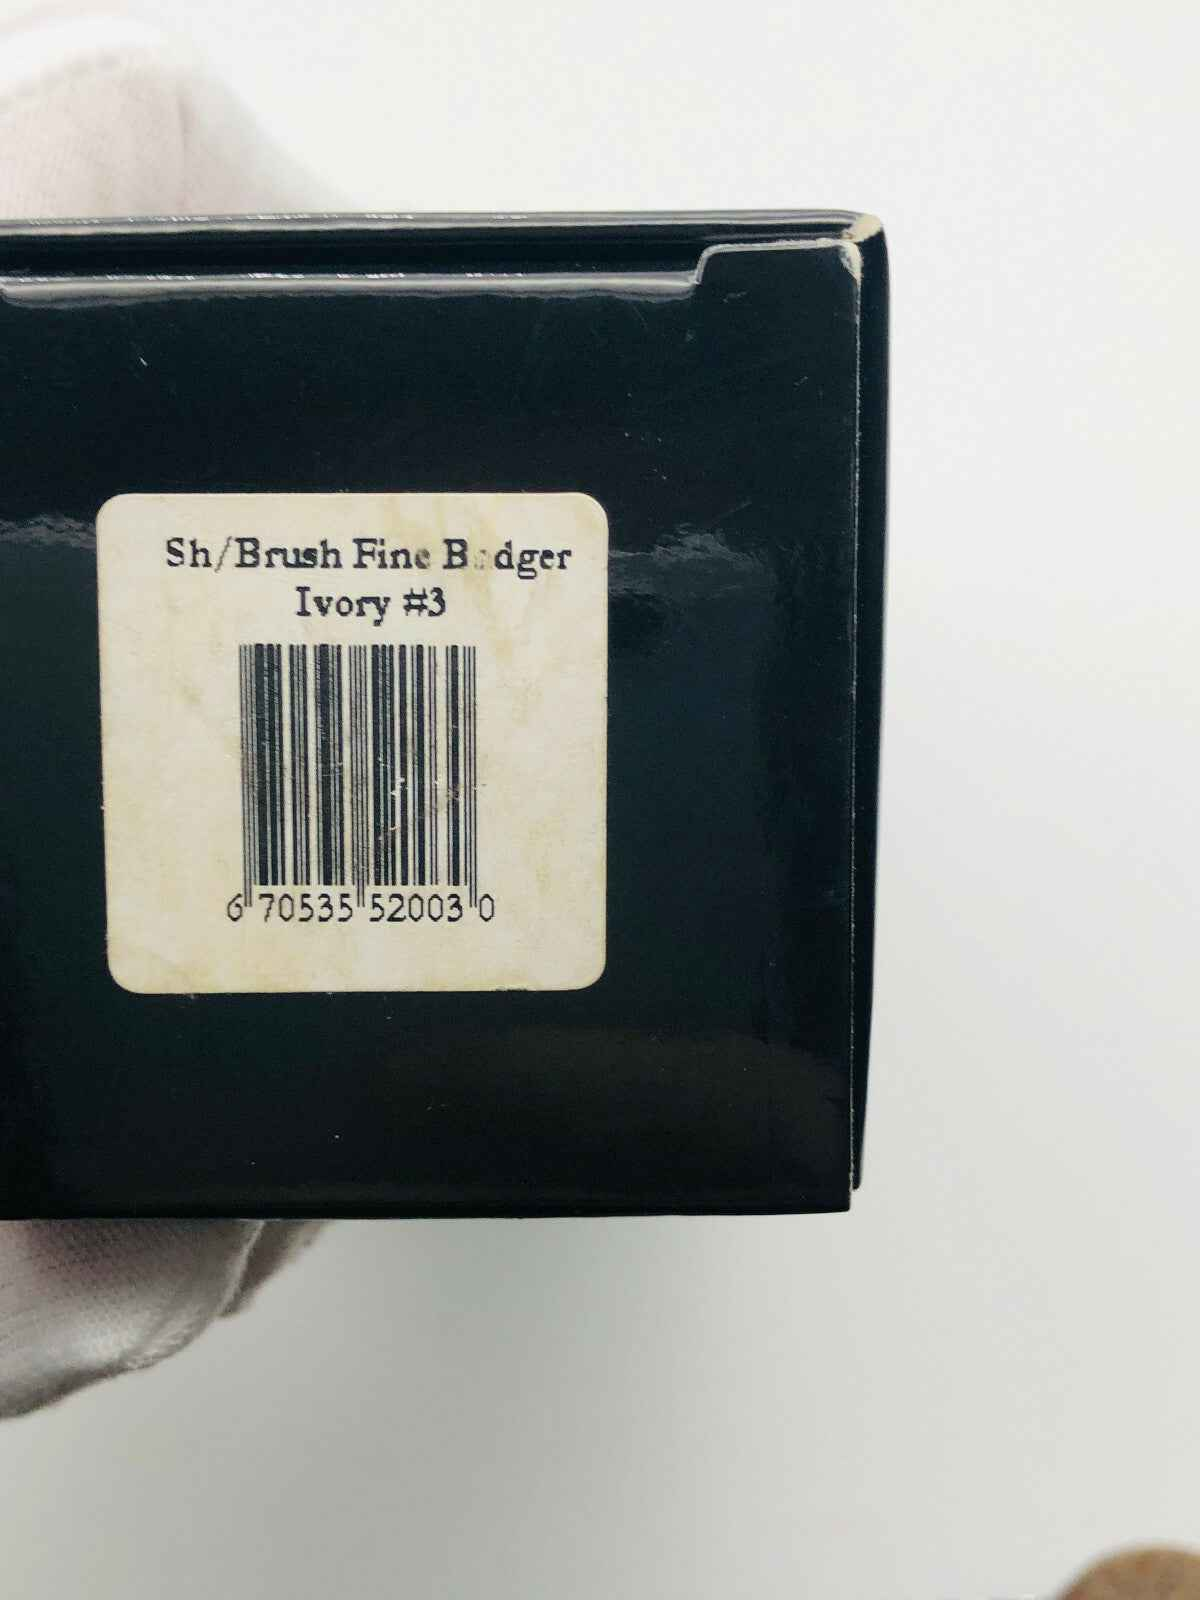 Sh/Brush Fine Badger
Ivory #3
6 70535 52003 0